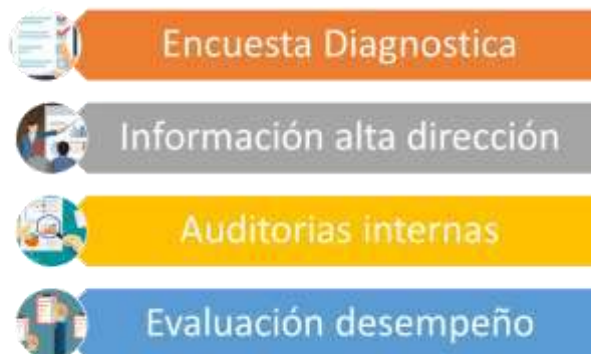 Encuesta Diagnostica
Información alta dirección
Auditorias internas
Evaluación desempeño